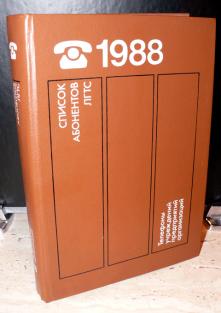 1988
СПИСОК
АБОНЕНТОВ
ЛГТС
Телефоны
учреждений
предприятий
организаций